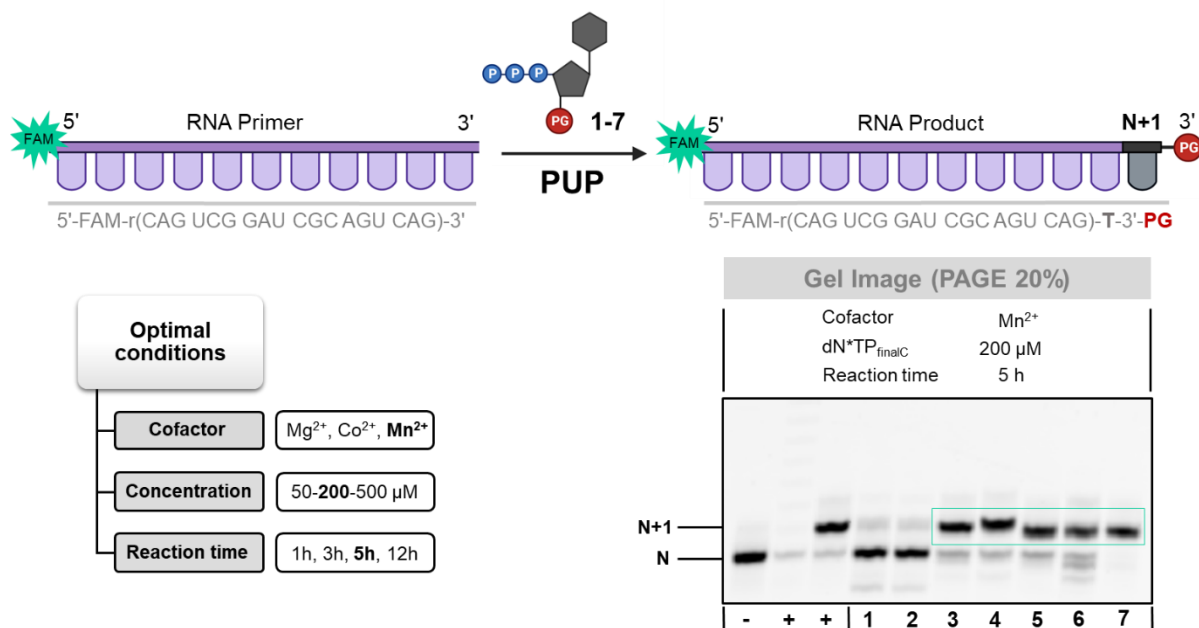 P P P
PG
1-7
FAM
5' RNA Primer 3'
PUP
5'-FAM-r(CAG UCG GAU CGC AGU CAG)-3'
FAM
5' RNA Product N+1 3'
PG
5'-FAM-r(CAG UCG GAU CGC AGU CAG)-T-3'-PG
Optimal
conditions
Cofactor Mg²⁺, Co²⁺, Mn²⁺
Concentration 50-200-500 µM
Reaction time 1h, 3h, 5h, 12h
Gel Image (PAGE 20%)
Cofactor Mn²⁺
dN*TPfinalC 200 µM
Reaction time 5 h
N+1
N
- + + 1 2 3 4 5 6 7